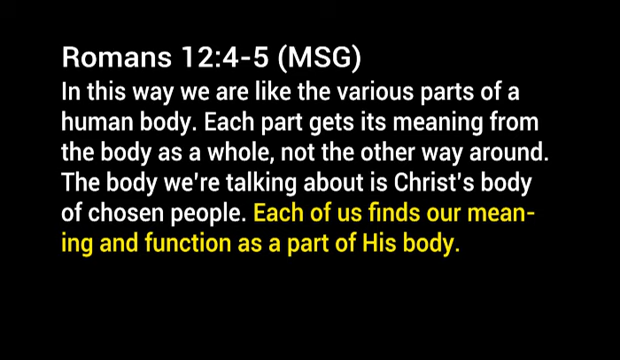 Romans 12:4-5 (MSG)
In this way we are like the various parts of a
human body. Each part gets its meaning from
the body as a whole, not the other way around.
The body we're talking about is Christ's body
of chosen people. Each of us finds our mean-
ing and function as a part of His body.